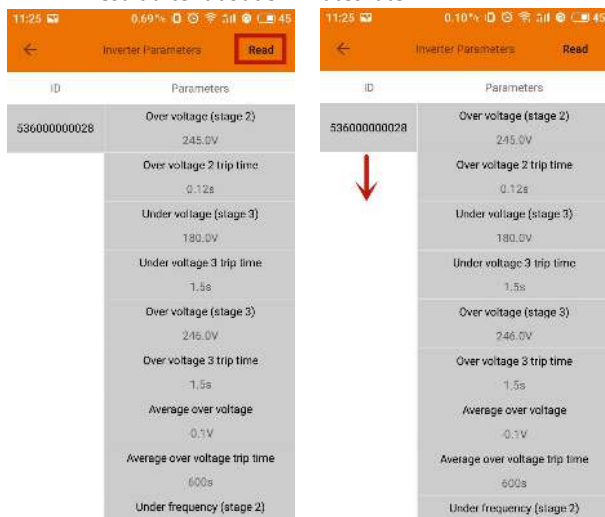 11:25 0.69 45
Inverter Parameters Read
ID Parameters
536000000028
Over voltage (stage 2)
245.0V
Over voltage 2 trip time
0.12s
Under voltage (stage 3)
180.0V
Under voltage 3 trip time
1.5s
Over voltage (stage 3)
246.0V
Over voltage 3 trip time
1.5s
Average over voltage
-0.1V
Average over voltage trip time
600s
Under frequency (stage 2)
11:25 0.10 45
Inverter Parameters Read
ID Parameters
536000000028
Over voltage (stage 2)
245.0V
Over voltage 2 trip time
0.12s
Under voltage (stage 3)
180.0V
Under voltage 3 trip time
1.5s
Over voltage (stage 3)
246.0V
Over voltage 3 trip time
1.5s
Average over voltage
-0.1V
Average over voltage trip time
600s
Under frequency (stage 2)